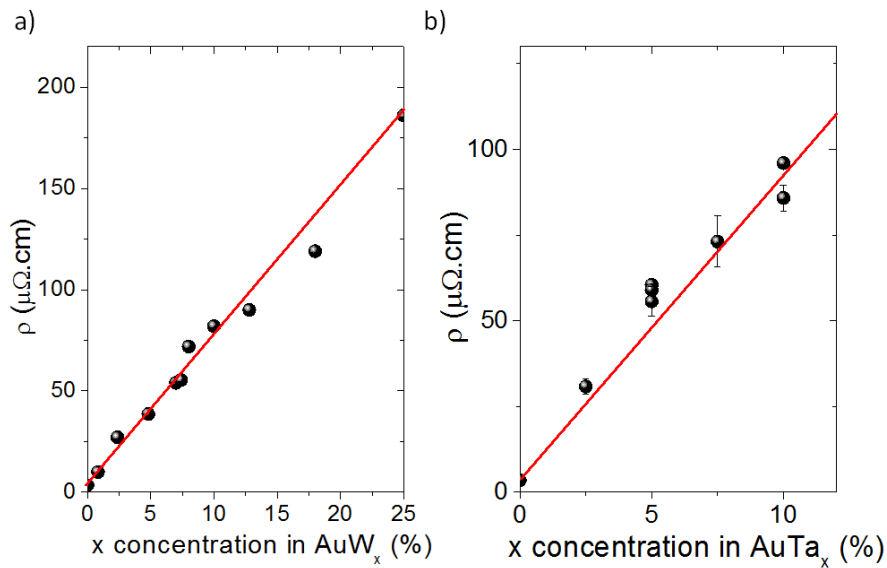 a)
200
150
100
50
0
ρ (μΩ.cm)
0 5 10 15 20 25
x concentration in AuWₓ (%)
b)
100
50
0
ρ (μΩ.cm)
0 5 10
x concentration in AuTaₓ (%)